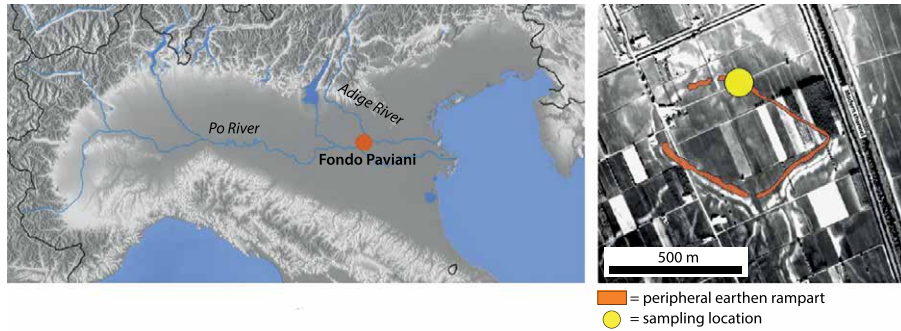 Adige River
Po River
Fondo Paviani
500 m
= peripheral earthen rampart
= sampling location